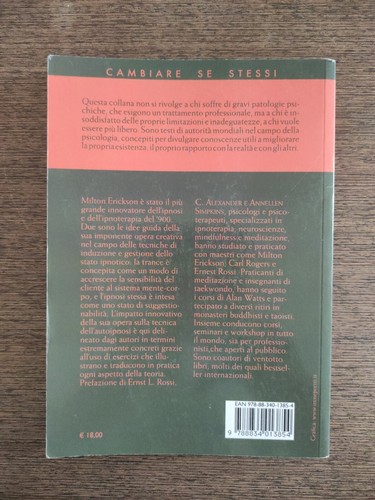 CAMBIARE SE STESSI
Questa collana non si rivolge a chi soffre di gravi patologie psi-
chiche, che esigono un trattamento professionale, ma a chi è in-
soddisfatto delle proprie limitazioni e inadeguatezze, a chi vuole
essere più libero. Sono testi di autorità mondiali nel campo della
psicologia, concepiti per divulgare conoscenze utili a migliorare
la propria esistenza, il proprio rapporto con la realtà e con gli altri.
Milton Erickson è stato il più
grande innovatore dell'ipnosi
e dell'ipnoterapia del '900.
Due sono le idee guida della
sua imponente opera creativa
nel campo delle tecniche di
induzione e gestione dello
stato ipnotico: la trance è
concepita come un modo di
accrescere la sensibilità del
cliente al sistema mente-cor-
po, e l'ipnosi stessa è intesa
come uno stato di suggestio-
nabilità. L'impatto innovativo
della sua opera sulla tecnica
dell'autoipnosi è qui deli-
neato dagli autori in termini
estremamente concreti grazie
all'uso di esercizi che illu-
strano e traducono in pratica
ogni aspetto della teoria.
Prefazione di Ernst L. Rossi.
C. ALEXANDER E ANNELLEN
SIMPKINS, psicologi e psico-
terapeuti, specializzati in
ipnoterapia, neuroscienze,
mindfulness e meditazione,
hanno studiato e praticato
con maestri come Milton
Erickson, Carl Rogers e
Ernest Rossi. Praticanti di
meditazione e insegnanti di
taekwondo, hanno seguito
i corsi di Alan Watts e par-
tecipato a diversi ritiri in
monasteri buddhisti e taoisti.
Insieme conducono corsi,
seminari e workshop in tutto
il mondo, sia per professio-
nisti, che aperti al pubblico.
Sono coautori di ventotto
libri, molti dei quali bestseller
internazionali.
€ 18,00
EAN 978-88-340-1385-4
9 788834 013854